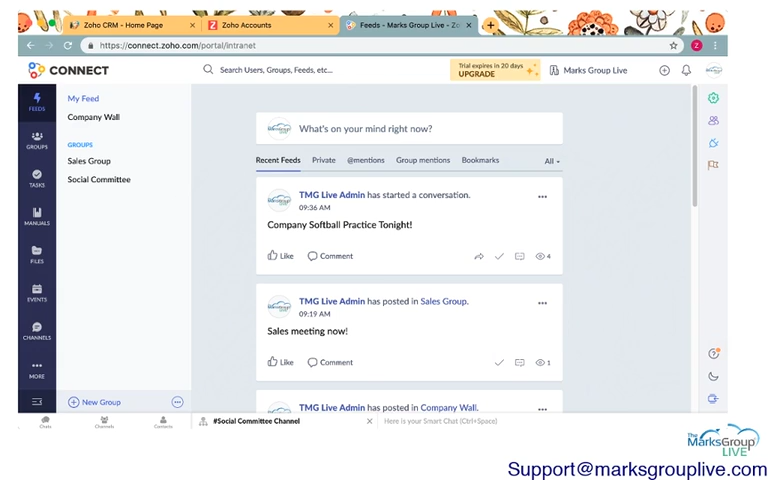 Zoho CRM - Home Page
Zoho Accounts
Feeds - Marks Group Live - Zo
https://connect.zoho.com/portal/intranet
Z
CONNECT
Search Users, Groups, Feeds, etc...
Trial expires in 20 days
UPGRADE
Marks Group Live
FEEDS
GROUPS
TASKS
MANUALS
FILES
EVENTS
CHANNELS
MORE
My Feed
Company Wall
GROUPS
Sales Group
Social Committee
New Group
What's on your mind right now?
Recent Feeds Private @mentions Group mentions Bookmarks All
TMG Live Admin has started a conversation.
09:36 AM
Company Softball Practice Tonight!
Like Comment 4
TMG Live Admin has posted in Sales Group.
09:19 AM
Sales meeting now!
Like Comment 1
TMG Live Admin has posted in Company Wall.
Chats Channels Contacts
#Social Committee Channel
Here is your Smart Chat (Ctrl+Space)
The
MarksGroup
LIVE
Support@marksgrouplive.com